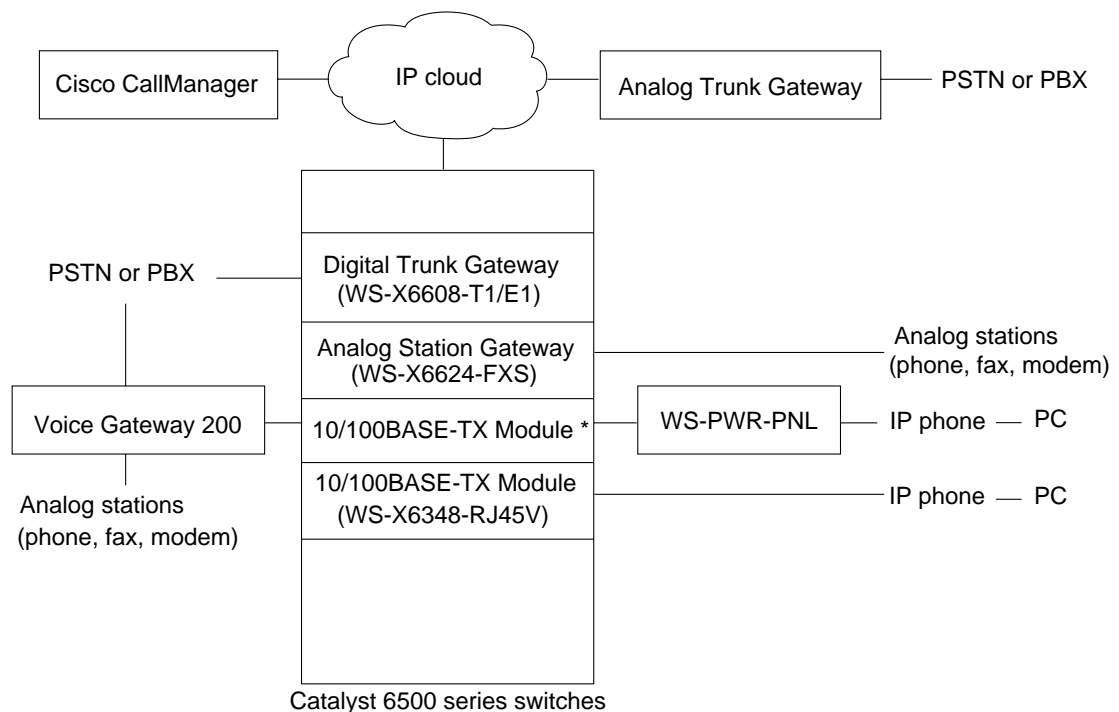 Cisco CallManager
IP cloud
Analog Trunk Gateway
PSTN or PBX
PSTN or PBX
Digital Trunk Gateway
(WS-X6608-T1/E1)
Analog Station Gateway
(WS-X6624-FXS)
Analog stations
(phone, fax, modem)
Voice Gateway 200
10/100BASE-TX Module *
WS-PWR-PNL
IP phone
PC
10/100BASE-TX Module
(WS-X6348-RJ45V)
IP phone
PC
Analog stations
(phone, fax, modem)
Catalyst 6500 series switches